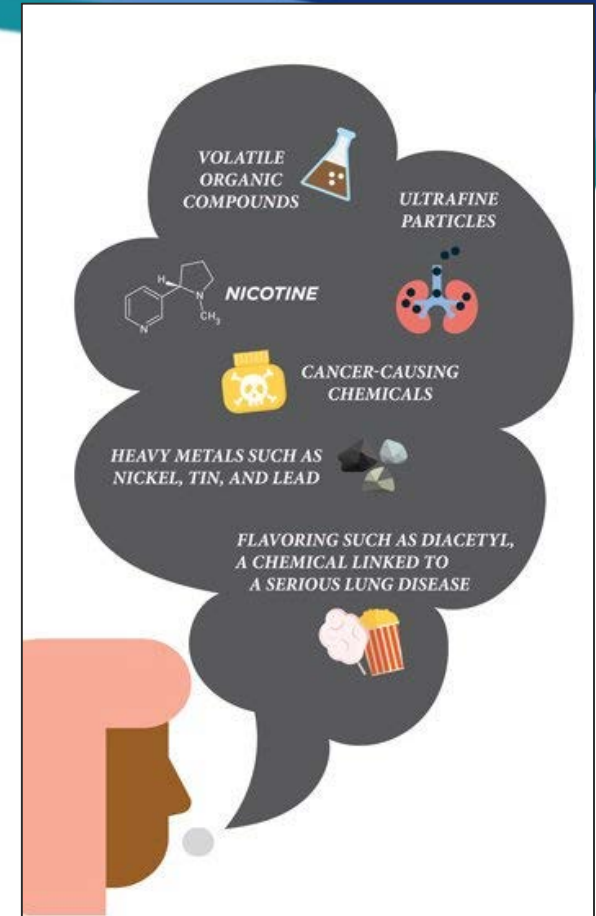 VOLATILE
ORGANIC
COMPOUNDS
ULTRAFINE
PARTICLES
H
N
CH₃
N
NICOTINE
CANCER-CAUSING
CHEMICALS
HEAVY METALS SUCH AS
NICKEL, TIN, AND LEAD
FLAVORING SUCH AS DIACETYL,
A CHEMICAL LINKED TO
A SERIOUS LUNG DISEASE